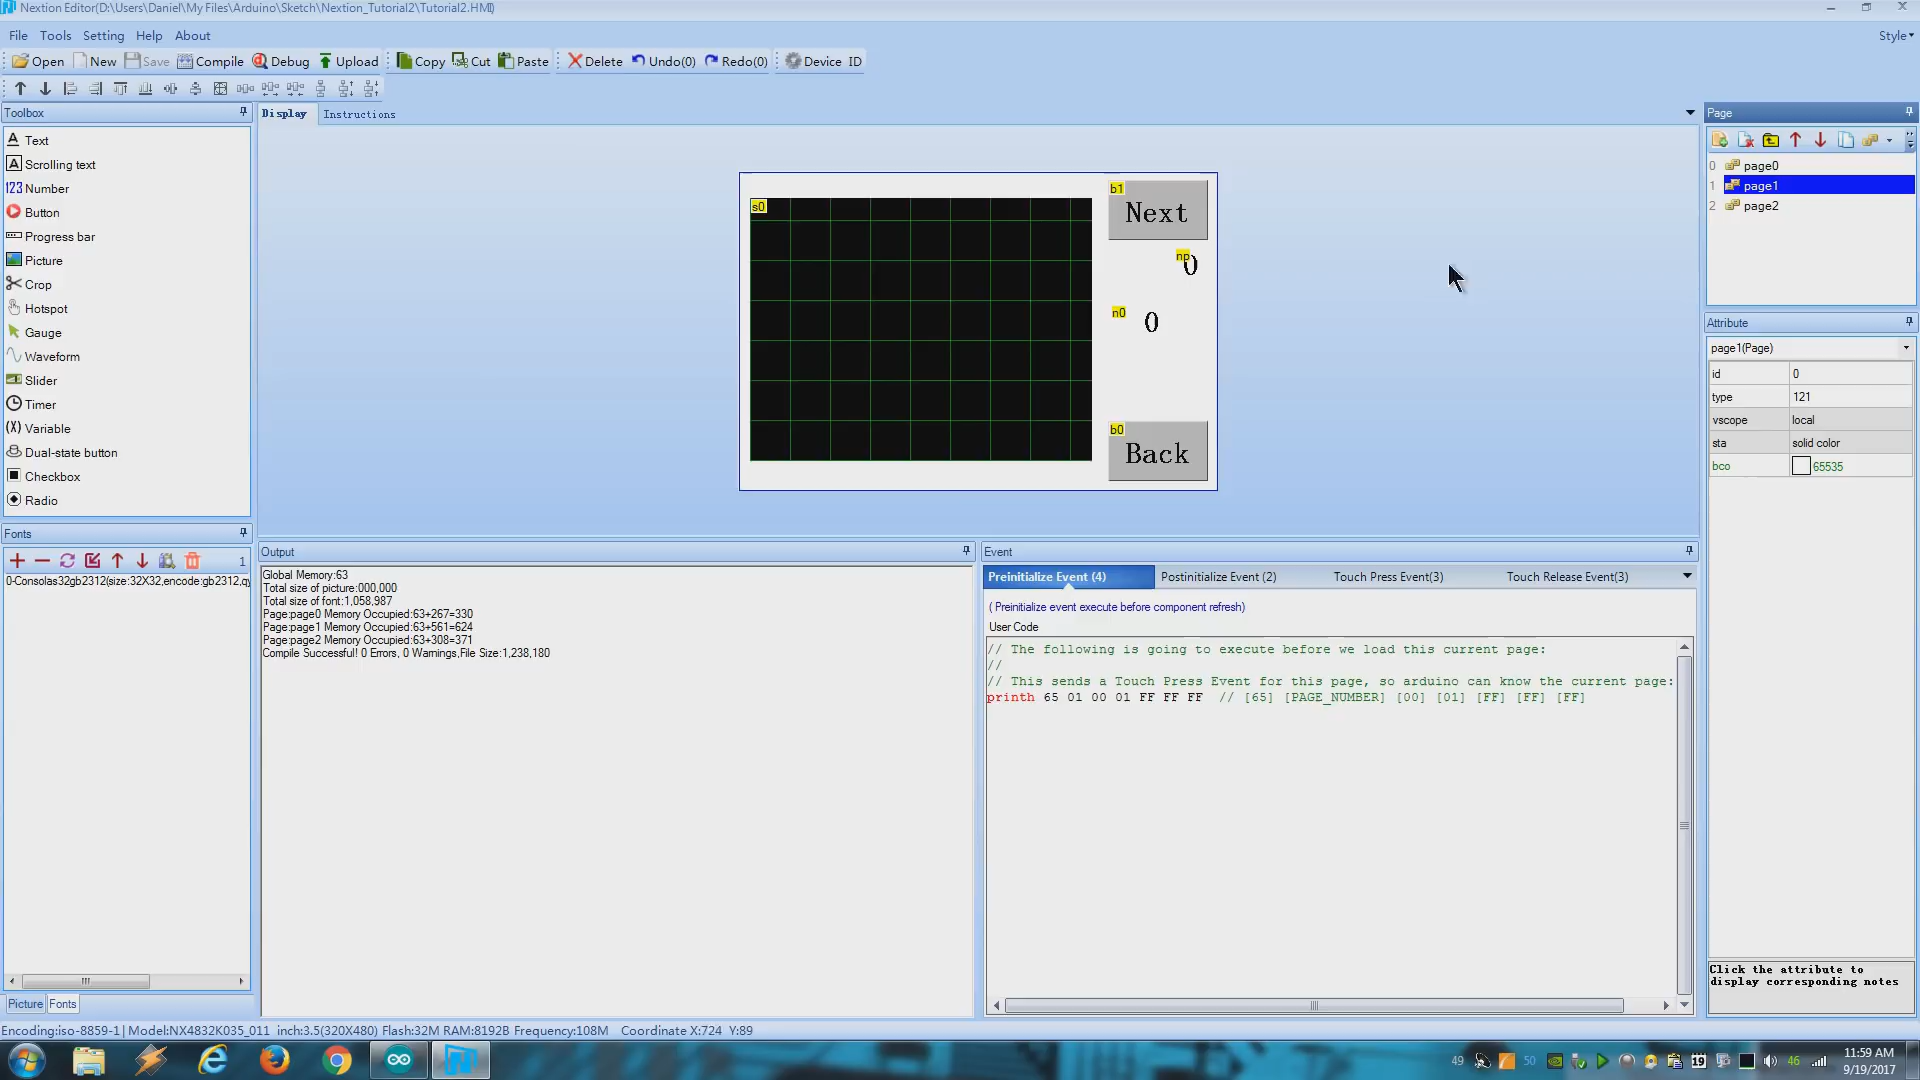 Nextion Editor(D:\Users\Daniel\My Files\Arduino\Sketch\Nextion_Tutorial2\Tutorial2.HMI)
File Tools Setting Help About
Style
Open New Save Compile Debug Upload Copy Cut Paste Delete Undo(0) Redo(0) Device ID
Toolbox
Text
Scrolling text
Number
Button
Progress bar
Picture
Crop
Hotspot
Gauge
Waveform
Slider
Timer
Variable
Dual-state button
Checkbox
Radio
Fonts
1
0-Consolas32gb2312(size:32X32,encode:gb2312,q
Picture Fonts
Display Instructions
s0
b1
Next
np
0
n0
0
b0
Back
Output
Global Memory:63
Total size of picture:000,000
Total size of font:1,058,987
Page:page0 Memory Occupied:63+267=330
Page:page1 Memory Occupied:63+561=624
Page:page2 Memory Occupied:63+308=371
Compile Successful! 0 Errors, 0 Warnings,File Size:1,238,180
Event
Preinitialize Event (4) Postinitialize Event (2) Touch Press Event(3) Touch Release Event(3)
( Preinitialize event execute before component refresh)
User Code
// The following is going to execute before we load this current page:
//
// This sends a Touch Press Event for this page, so arduino can know the current page:
printh 65 01 00 01 FF FF FF // [65] [PAGE_NUMBER] [00] [01] [FF] [FF] [FF]
Page
0 page0
1 page1
2 page2
Attribute
page1(Page)
id 0
type 121
vscope local
sta solid color
bco 65535
Click the attribute to
display corresponding notes
Encoding:iso-8859-1 Model:NX4832K035_011 inch:3.5(320X480) Flash:32M RAM:8192B Frequency:108M Coordinate X:724 Y:89
49 50 19 46
11:59 AM
9/19/2017